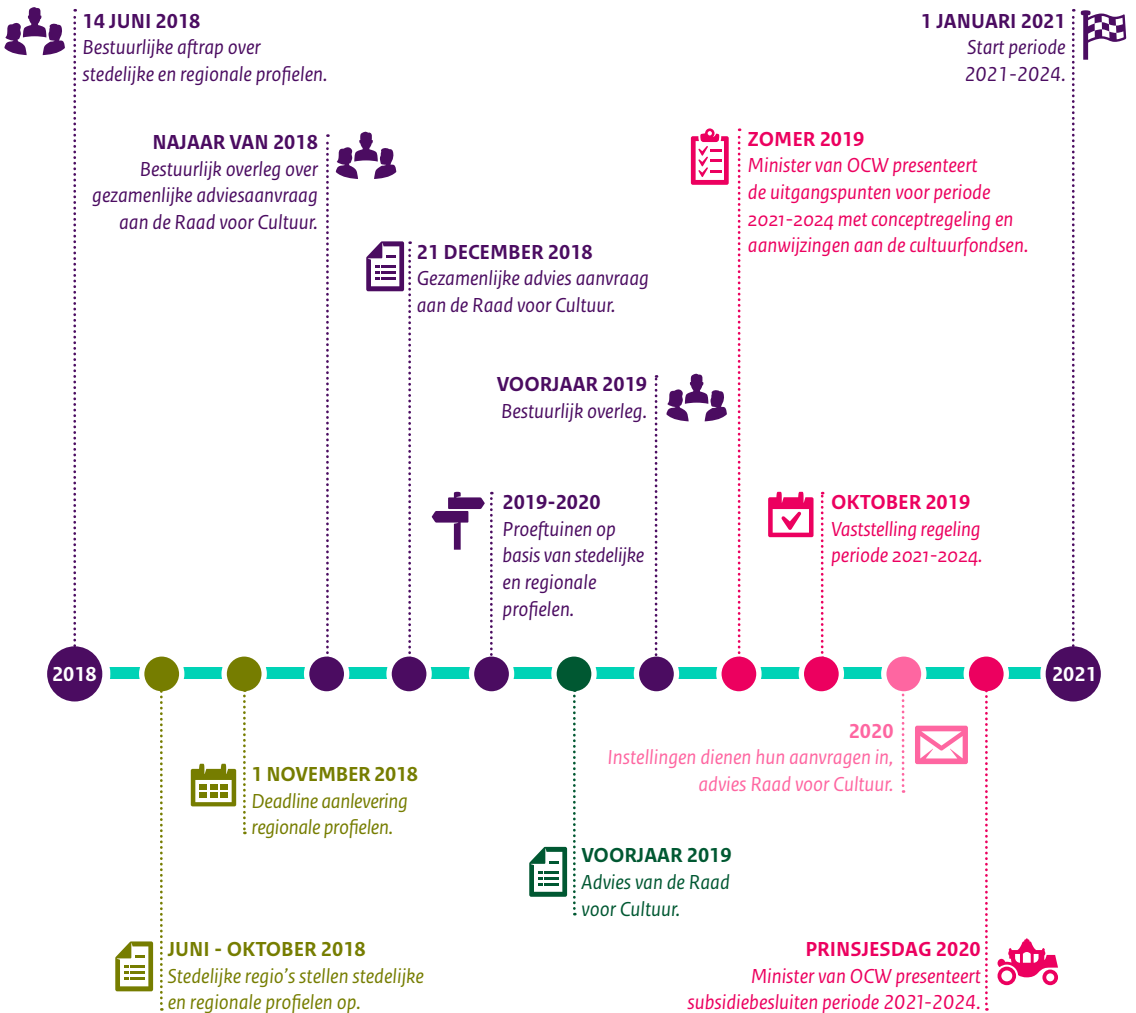 14 JUNI 2018
Bestuurlijke aftrap over
stedelijke en regionale profielen.
1 JANUARI 2021
Start periode
2021-2024.
NAJAAR VAN 2018
Bestuurlijk overleg over
gezamenlijke adviesaanvraag
aan de Raad voor Cultuur.
ZOMER 2019
Minister van OCW presenteert
de uitgangspunten voor periode
2021-2024 met conceptregeling en
aanwijzingen aan de cultuurfondsen.
21 DECEMBER 2018
Gezamenlijke advies aanvraag
aan de Raad voor Cultuur.
VOORJAAR 2019
Bestuurlijk overleg.
2019-2020
Proeftuinen op
basis van stedelijke
en regionale
profielen.
OKTOBER 2019
Vaststelling regeling
periode 2021-2024.
2018
2021
2020
Instellingen dienen hun aanvragen in,
advies Raad voor Cultuur.
1 NOVEMBER 2018
Deadline aanlevering
regionale profielen.
VOORJAAR 2019
Advies van de Raad
voor Cultuur.
JUNI - OKTOBER 2018
Stedelijke regio's stellen stedelijke
en regionale profielen op.
PRINSJESDAG 2020
Minister van OCW presenteert
subsidiebesluiten periode 2021-2024.